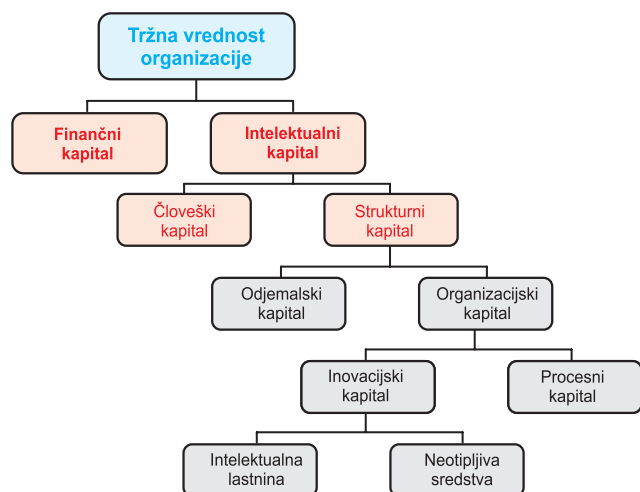 Tržna vrednost
organizacije
Finančni
kapital
Intelektualni
kapital
Človeški
kapital
Strukturni
kapital
Odjemalski
kapital
Organizacijski
kapital
Inovacijski
kapital
Procesni
kapital
Intelektualna
lastnina
Neotipljiva
sredstva